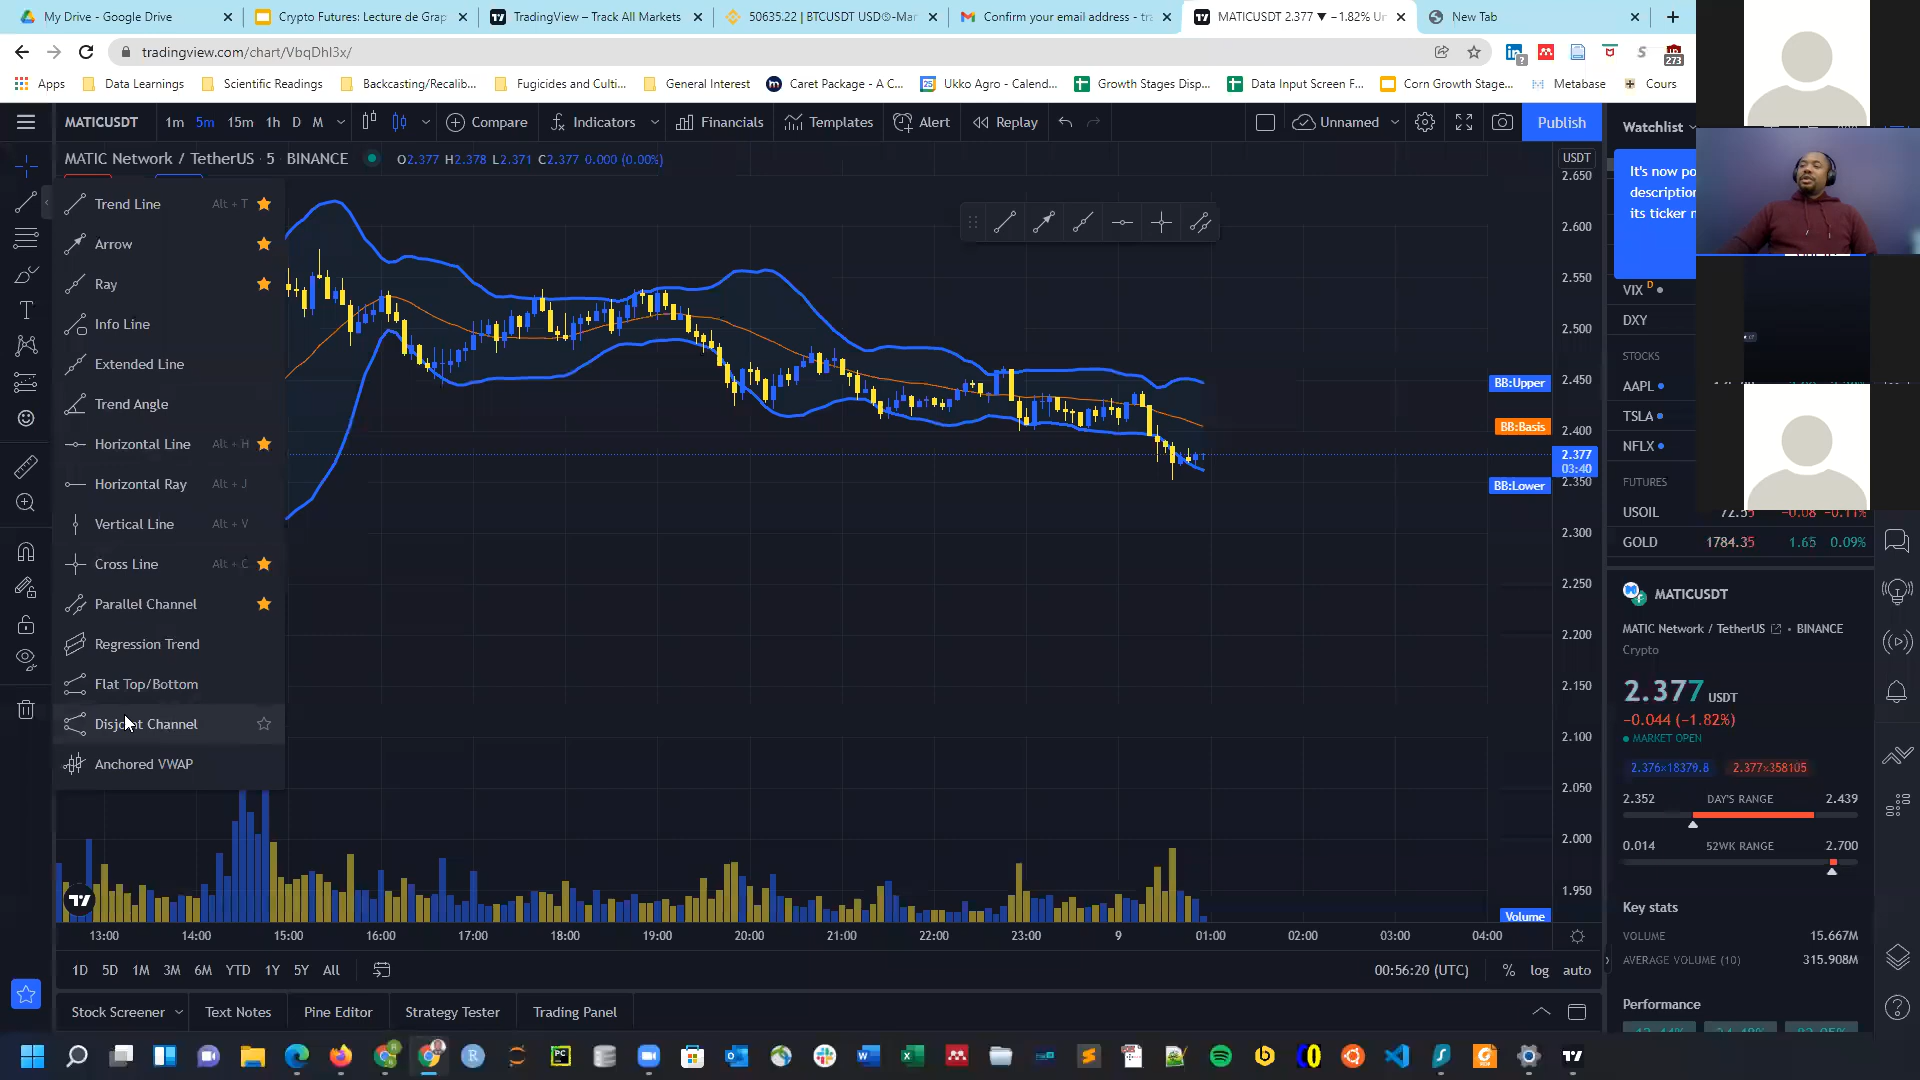 My Drive - Google Drive
Crypto Futures: Lecture de Grap
TradingView – Track All Markets
50635.22 | BTCUSDT USD®-Mar
Confirm your email address - tra
MATICUSDT 2.377 ▼ −1.82% Un
New Tab
tradingview.com/chart/VbqDhI3x/
273
Apps
Data Learnings
Scientific Readings
Backcasting/Recalib...
Fugicides and Culti...
General Interest
Caret Package - A C...
Ukko Agro - Calend...
Growth Stages Disp...
Data Input Screen F...
Corn Growth Stage...
Metabase
Cours
MATICUSDT
1m 5m 15m 1h D M
Compare
Indicators
Financials
Templates
Alert
Replay
Unnamed
Publish
Watchlist
MATIC Network / TetherUS · 5 · BINANCE
O2.377 H2.378 L2.371 C2.377 0.000 (0.00%)
USDT
It's now po
description
its ticker n
Trend Line Alt + T
Arrow
Ray
Info Line
Extended Line
Trend Angle
Horizontal Line Alt + H
Horizontal Ray Alt + J
Vertical Line Alt + V
Cross Line Alt + C
Parallel Channel
Regression Trend
Flat Top/Bottom
Disjoint Channel
Anchored VWAP
2.650
2.600
2.550
2.500
2.450
2.400
2.377
03:40
2.350
2.300
2.250
2.200
2.150
2.100
2.050
2.000
1.950
BB:Upper
BB:Basis
BB:Lower
Volume
VIX D
DXY
STOCKS
AAPL
TSLA
NFLX
FUTURES
USOIL 72.55 −0.08 −0.11%
GOLD 1784.35 1.65 0.09%
MATICUSDT
MATIC Network / TetherUS • BINANCE
Crypto
2.377 USDT
−0.044 (−1.82%)
MARKET OPEN
2.376×18379.8 2.377×358105
2.352 DAY'S RANGE 2.439
0.014 52WK RANGE 2.700
Key stats
VOLUME 15.667M
AVERAGE VOLUME (10) 315.908M
Performance
13:00 14:00 15:00 16:00 17:00 18:00 19:00 20:00 21:00 22:00 23:00 9 01:00 02:00 03:00 04:00
1D 5D 1M 3M 6M YTD 1Y 5Y All
00:56:20 (UTC) % log auto
Stock Screener
Text Notes
Pine Editor
Strategy Tester
Trading Panel